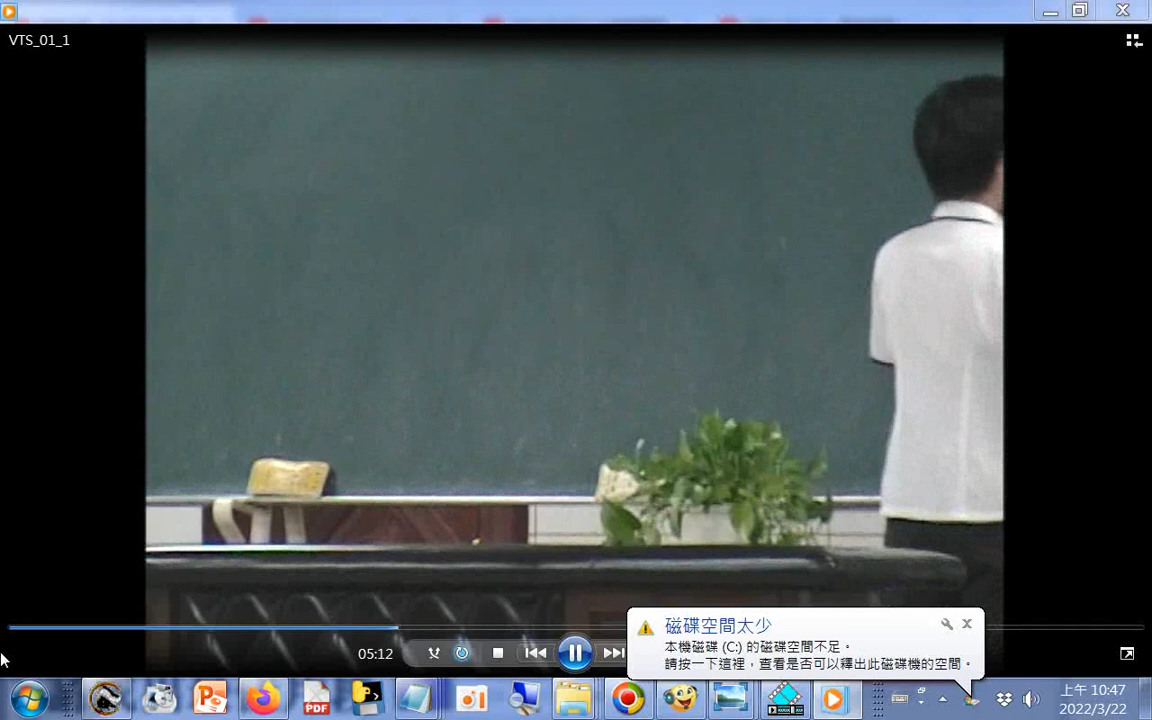 VTS_01_1
05:12
磁碟空間太少
本機磁碟 (C:) 的磁碟空間不足。
請按一下這裡，查看是否可以釋出此磁碟機的空間。
PDF
上午 10:47
2022/3/22